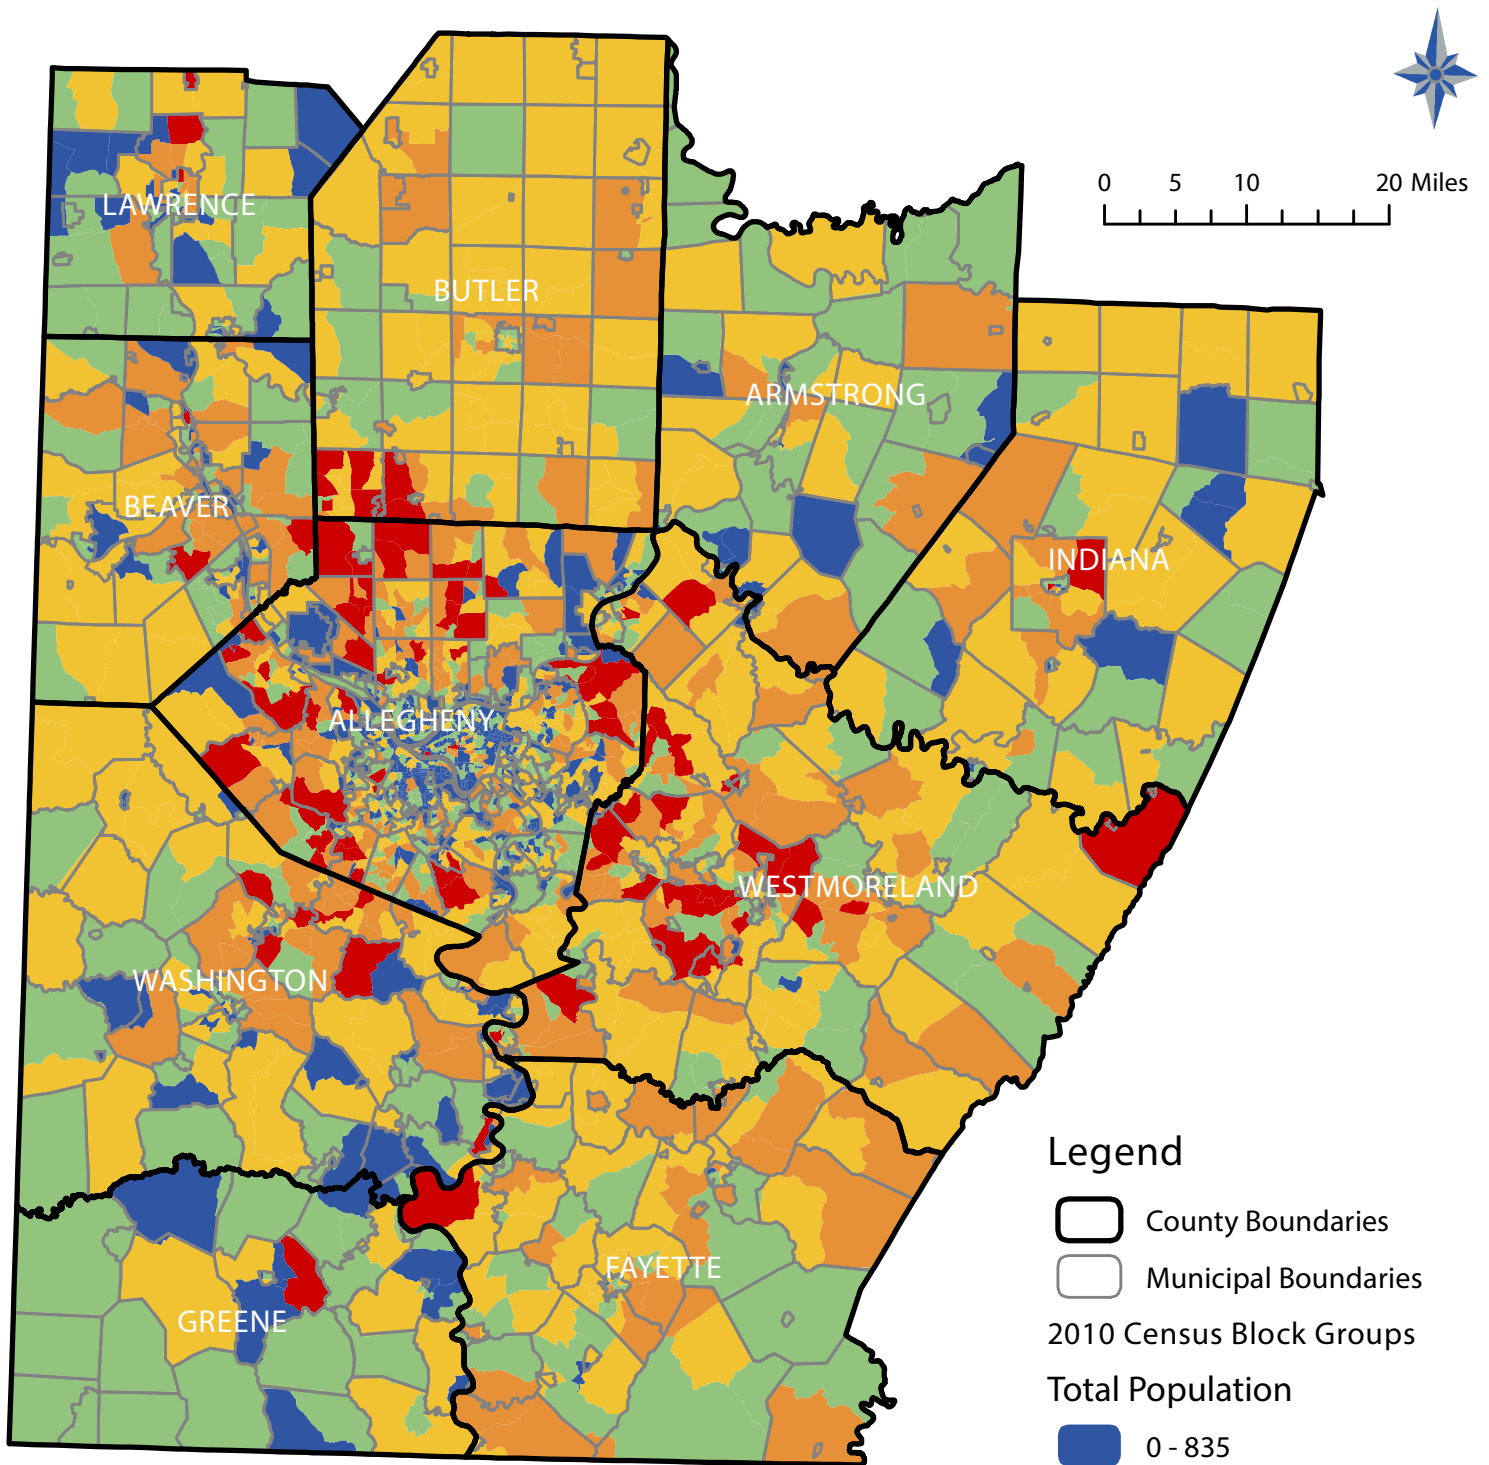 0 5 10 20 Miles
LAWRENCE
BUTLER
ARMSTRONG
BEAVER
INDIANA
ALLEGHENY
WESTMORELAND
WASHINGTON
FAYETTE
GREENE
Legend
County Boundaries
Municipal Boundaries
2010 Census Block Groups
Total Population
0 - 835